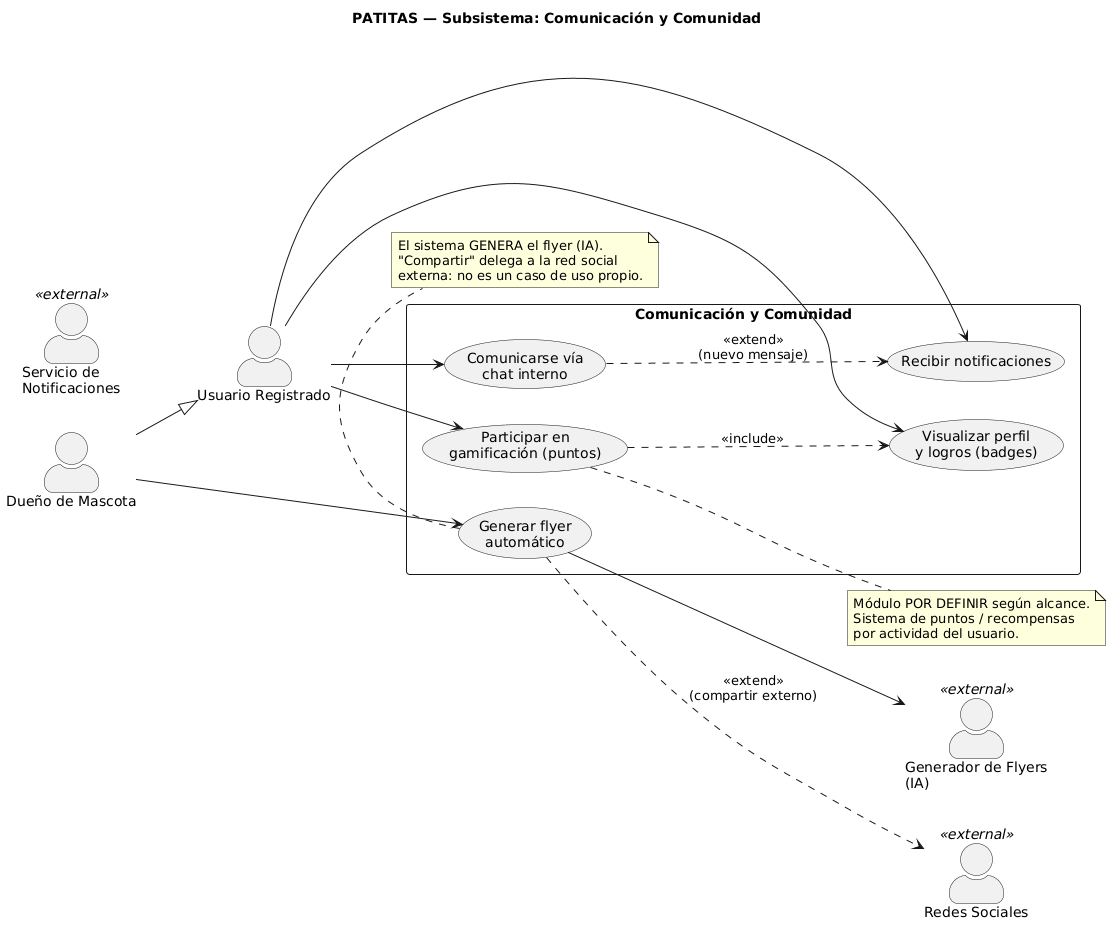 PATITAS — Subsistema: Comunicación y Comunidad
El sistema GENERA el flyer (IA).
"Compartir" delega a la red social
externa: no es un caso de uso propio.
«external»
Servicio de
Notificaciones
Usuario Registrado
Dueño de Mascota
Comunicación y Comunidad
Comunicarse vía
chat interno
«extend»
(nuevo mensaje)
Recibir notificaciones
Participar en
gamificación (puntos)
«include»
Visualizar perfil
y logros (badges)
Generar flyer
automático
Módulo POR DEFINIR según alcance.
Sistema de puntos / recompensas
por actividad del usuario.
«extend»
(compartir externo)
«external»
Generador de Flyers
(IA)
«external»
Redes Sociales